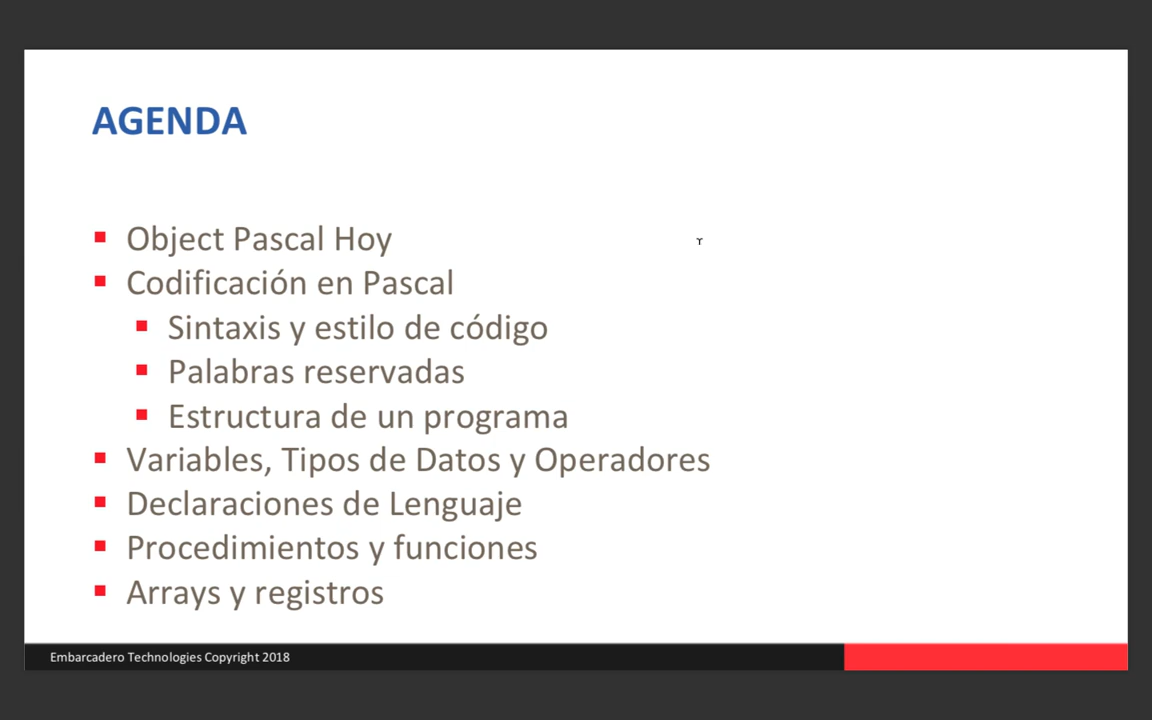 AGENDA
Object Pascal Hoy
Codificación en Pascal
Sintaxis y estilo de código
Palabras reservadas
Estructura de un programa
Variables, Tipos de Datos y Operadores
Declaraciones de Lenguaje
Procedimientos y funciones
Arrays y registros
Embarcadero Technologies Copyright 2018